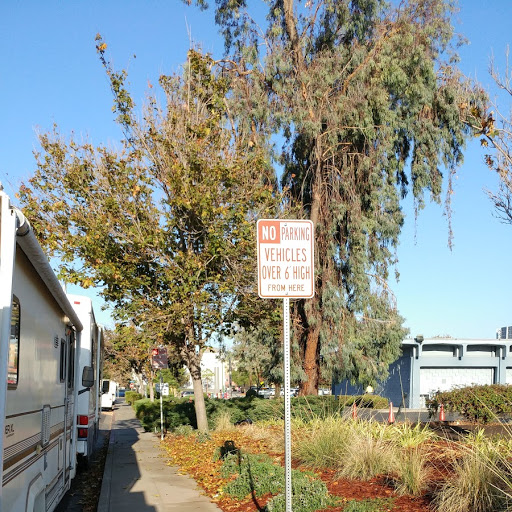 NO PARKING
VEHICLES
OVER 6' HIGH
FROM HERE